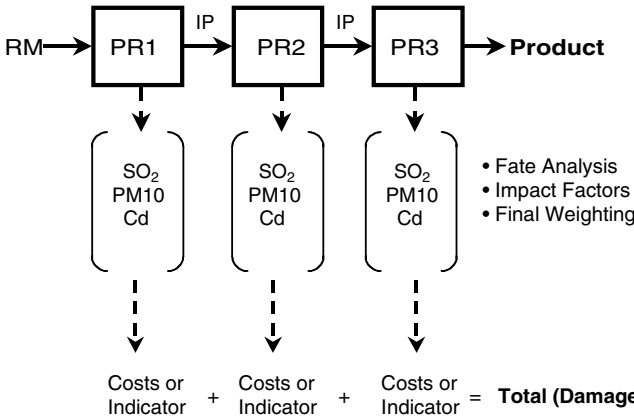 IP IP
RM PR1 PR2 PR3 Product
SO₂ SO₂ SO₂
PM10 PM10 PM10
Cd Cd Cd
• Fate Analysis
• Impact Factors
• Final Weighting
Costs or Costs or Costs or
Indicator + Indicator + Indicator = Total (Damage